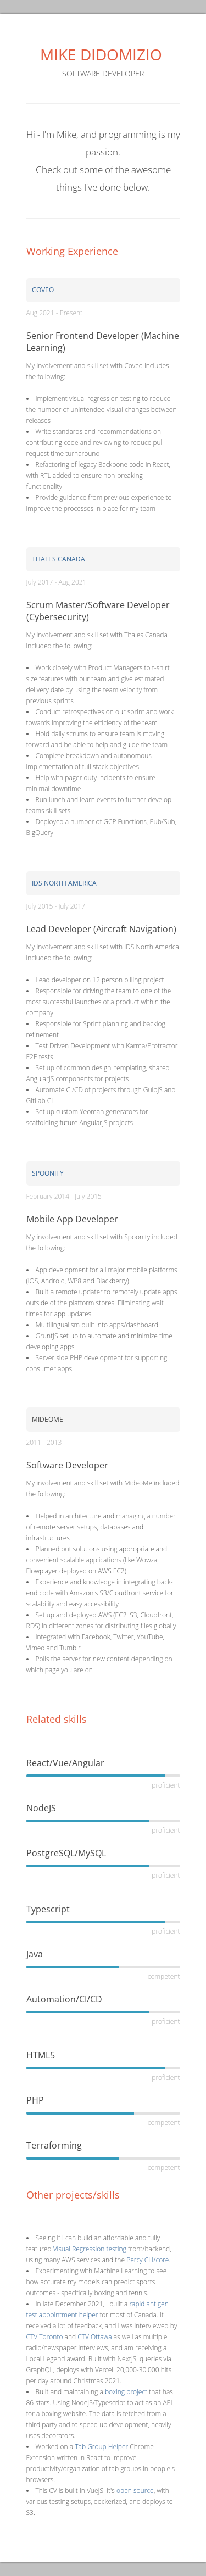 MIKE DIDOMIZIO
SOFTWARE DEVELOPER
Hi - I'm Mike, and programming is my
passion.
Check out some of the awesome
things I've done below.
Working Experience
COVEO
Aug 2021 - Present
Senior Frontend Developer (Machine
Learning)
My involvement and skill set with Coveo includes
the following:
• Implement visual regression testing to reduce
the number of unintended visual changes between
releases
• Write standards and recommendations on
contributing code and reviewing to reduce pull
request time turnaround
• Refactoring of legacy Backbone code in React,
with RTL added to ensure non-breaking
functionality
• Provide guidance from previous experience to
improve the processes in place for my team
THALES CANADA
July 2017 - Aug 2021
Scrum Master/Software Developer
(Cybersecurity)
My involvement and skill set with Thales Canada
included the following:
• Work closely with Product Managers to t-shirt
size features with our team and give estimated
delivery date by using the team velocity from
previous sprints
• Conduct retrospectives on our sprint and work
towards improving the efficiency of the team
• Hold daily scrums to ensure team is moving
forward and be able to help and guide the team
• Complete breakdown and autonomous
implementation of full stack objectives
• Help with pager duty incidents to ensure
minimal downtime
• Run lunch and learn events to further develop
teams skill sets
• Deployed a number of GCP Functions, Pub/Sub,
BigQuery
IDS NORTH AMERICA
July 2015 - July 2017
Lead Developer (Aircraft Navigation)
My involvement and skill set with IDS North America
included the following:
• Lead developer on 12 person billing project
• Responsible for driving the team to one of the
most successful launches of a product within the
company
• Responsible for Sprint planning and backlog
refinement
• Test Driven Development with Karma/Protractor
E2E tests
• Set up of common design, templating, shared
AngularJS components for projects
• Automate CI/CD of projects through GulpJS and
GitLab CI
• Set up custom Yeoman generators for
scaffolding future AngularJS projects
SPOONITY
February 2014 - July 2015
Mobile App Developer
My involvement and skill set with Spoonity included
the following:
• App development for all major mobile platforms
(iOS, Android, WP8 and Blackberry)
• Built a remote updater to remotely update apps
outside of the platform stores. Eliminating wait
times for app updates
• Multilingualism built into apps/dashboard
• GruntJS set up to automate and minimize time
developing apps
• Server side PHP development for supporting
consumer apps
MIDEOME
2011 - 2013
Software Developer
My involvement and skill set with MideoMe included
the following:
• Helped in architecture and managing a number
of remote server setups, databases and
infrastructures
• Planned out solutions using appropriate and
convenient scalable applications (like Wowza,
Flowplayer deployed on AWS EC2)
• Experience and knowledge in integrating back-
end code with Amazon's S3/Cloudfront service for
scalability and easy accessibility
• Set up and deployed AWS (EC2, S3, Cloudfront,
RDS) in different zones for distributing files globally
• Integrated with Facebook, Twitter, YouTube,
Vimeo and Tumblr
• Polls the server for new content depending on
which page you are on
Related skills
React/Vue/Angular
proficient
NodeJS
proficient
PostgreSQL/MySQL
proficient
Typescript
proficient
Java
competent
Automation/CI/CD
proficient
HTML5
proficient
PHP
competent
Terraforming
competent
Other projects/skills
• Seeing if I can build an affordable and fully
featured Visual Regression testing front/backend,
using many AWS services and the Percy CLI/core.
• Experimenting with Machine Learning to see
how accurate my models can predict sports
outcomes - specifically boxing and tennis.
• In late December 2021, I built a rapid antigen
test appointment helper for most of Canada. It
received a lot of feedback, and I was interviewed by
CTV Toronto and CTV Ottawa as well as multiple
radio/newspaper interviews, and am receiving a
Local Legend award. Built with NextJS, queries via
GraphQL, deploys with Vercel. 20,000-30,000 hits
per day around Christmas 2021.
• Built and maintaining a boxing project that has
86 stars. Using NodeJS/Typescript to act as an API
for a boxing website. The data is fetched from a
third party and to speed up development, heavily
uses decorators.
• Worked on a Tab Group Helper Chrome
Extension written in React to improve
productivity/organization of tab groups in people's
browsers.
• This CV is built in VueJS! It's open source, with
various testing setups, dockerized, and deploys to
S3.